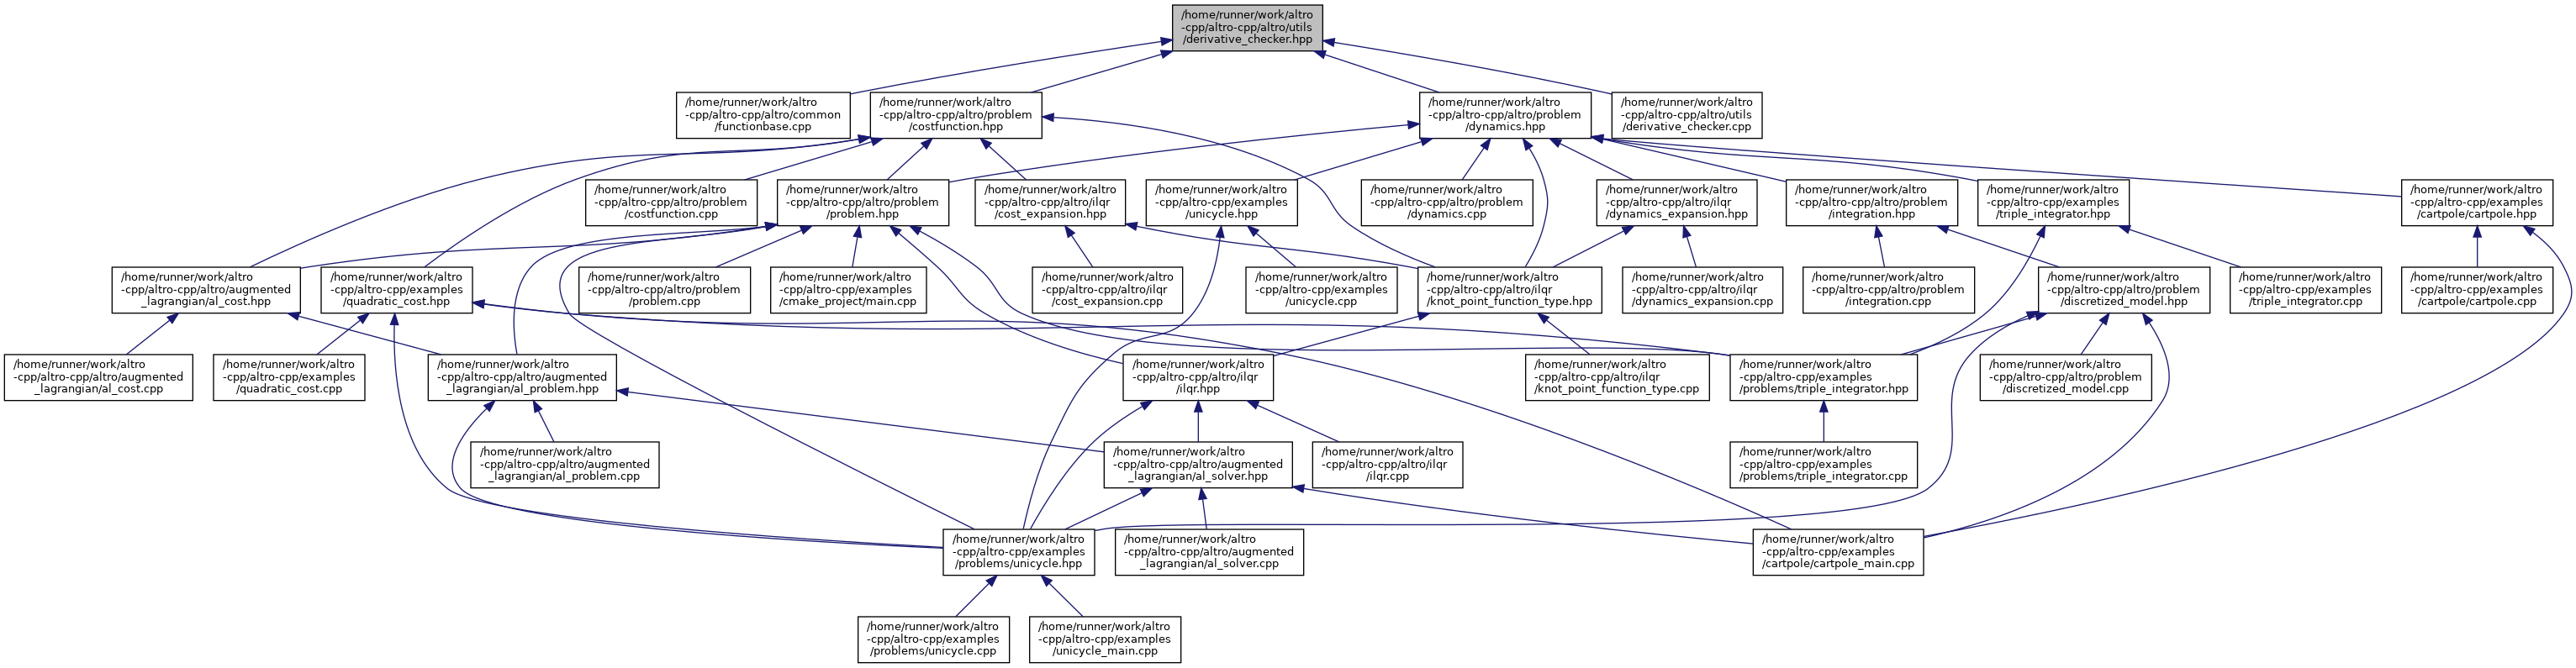 /home/runner/work/altro
-cpp/altro-cpp/altro/utils
/derivative_checker.hpp
/home/runner/work/altro
-cpp/altro-cpp/altro/common
/functionbase.cpp
/home/runner/work/altro
-cpp/altro-cpp/altro/problem
/costfunction.hpp
/home/runner/work/altro
-cpp/altro-cpp/altro/problem
/dynamics.hpp
/home/runner/work/altro
-cpp/altro-cpp/altro/utils
/derivative_checker.cpp
/home/runner/work/altro
-cpp/altro-cpp/altro/problem
/costfunction.cpp
/home/runner/work/altro
-cpp/altro-cpp/altro/problem
/problem.hpp
/home/runner/work/altro
-cpp/altro-cpp/altro/ilqr
/cost_expansion.hpp
/home/runner/work/altro
-cpp/altro-cpp/examples
/unicycle.hpp
/home/runner/work/altro
-cpp/altro-cpp/altro/problem
/dynamics.cpp
/home/runner/work/altro
-cpp/altro-cpp/altro/ilqr
/dynamics_expansion.hpp
/home/runner/work/altro
-cpp/altro-cpp/altro/problem
/integration.hpp
/home/runner/work/altro
-cpp/altro-cpp/examples
/triple_integrator.hpp
/home/runner/work/altro
-cpp/altro-cpp/examples
/cartpole/cartpole.hpp
/home/runner/work/altro
-cpp/altro-cpp/altro/augmented
_lagrangian/al_cost.hpp
/home/runner/work/altro
-cpp/altro-cpp/examples
/quadratic_cost.hpp
/home/runner/work/altro
-cpp/altro-cpp/altro/problem
/problem.cpp
/home/runner/work/altro
-cpp/altro-cpp/examples
/cmake_project/main.cpp
/home/runner/work/altro
-cpp/altro-cpp/altro/ilqr
/cost_expansion.cpp
/home/runner/work/altro
-cpp/altro-cpp/examples
/unicycle.cpp
/home/runner/work/altro
-cpp/altro-cpp/altro/ilqr
/knot_point_function_type.hpp
/home/runner/work/altro
-cpp/altro-cpp/altro/ilqr
/dynamics_expansion.cpp
/home/runner/work/altro
-cpp/altro-cpp/altro/problem
/integration.cpp
/home/runner/work/altro
-cpp/altro-cpp/altro/problem
/discretized_model.hpp
/home/runner/work/altro
-cpp/altro-cpp/examples
/triple_integrator.cpp
/home/runner/work/altro
-cpp/altro-cpp/examples
/cartpole/cartpole.cpp
/home/runner/work/altro
-cpp/altro-cpp/altro/augmented
_lagrangian/al_cost.cpp
/home/runner/work/altro
-cpp/altro-cpp/examples
/quadratic_cost.cpp
/home/runner/work/altro
-cpp/altro-cpp/altro/augmented
_lagrangian/al_problem.hpp
/home/runner/work/altro
-cpp/altro-cpp/altro/ilqr
/ilqr.hpp
/home/runner/work/altro
-cpp/altro-cpp/altro/ilqr
/knot_point_function_type.cpp
/home/runner/work/altro
-cpp/altro-cpp/examples
/problems/triple_integrator.hpp
/home/runner/work/altro
-cpp/altro-cpp/altro/problem
/discretized_model.cpp
/home/runner/work/altro
-cpp/altro-cpp/altro/augmented
_lagrangian/al_problem.cpp
/home/runner/work/altro
-cpp/altro-cpp/altro/augmented
_lagrangian/al_solver.hpp
/home/runner/work/altro
-cpp/altro-cpp/altro/ilqr
/ilqr.cpp
/home/runner/work/altro
-cpp/altro-cpp/examples
/problems/triple_integrator.cpp
/home/runner/work/altro
-cpp/altro-cpp/examples
/problems/unicycle.hpp
/home/runner/work/altro
-cpp/altro-cpp/altro/augmented
_lagrangian/al_solver.cpp
/home/runner/work/altro
-cpp/altro-cpp/examples
/cartpole/cartpole_main.cpp
/home/runner/work/altro
-cpp/altro-cpp/examples
/problems/unicycle.cpp
/home/runner/work/altro
-cpp/altro-cpp/examples
/unicycle_main.cpp